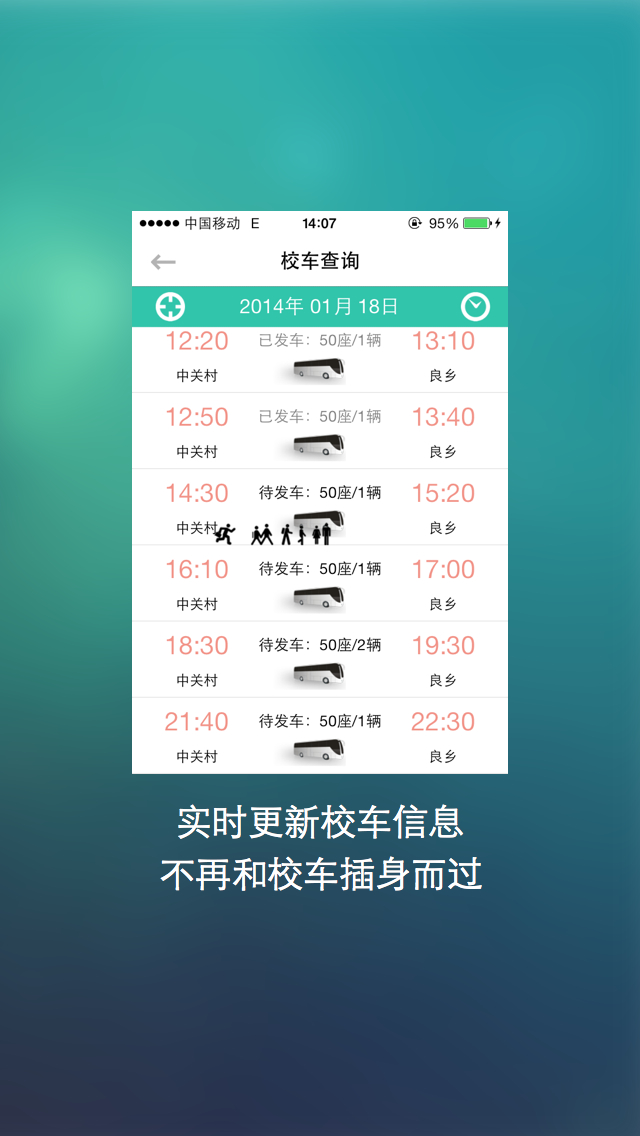 中国移动 E 14:07 95%
校车查询
2014年 01月 18日
12:20 已发车：50座/1辆 13:10
中关村 良乡
12:50 已发车：50座/1辆 13:40
中关村 良乡
14:30 待发车：50座/1辆 15:20
中关村 良乡
16:10 待发车：50座/1辆 17:00
中关村 良乡
18:30 待发车：50座/2辆 19:30
中关村 良乡
21:40 待发车：50座/1辆 22:30
中关村 良乡
实时更新校车信息
不再和校车插身而过